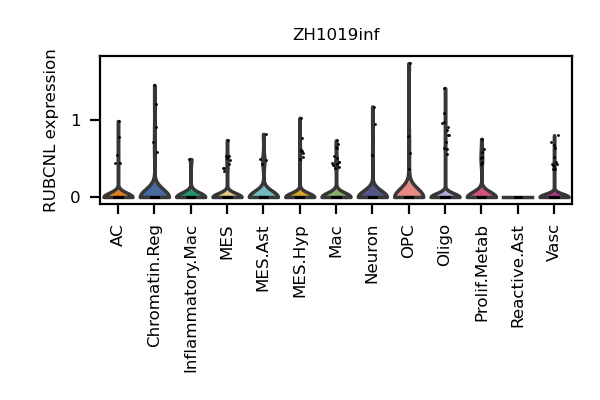 ZH1019inf
RUBCNL expression
1
0
AC
Chromatin.Reg
Inflammatory.Mac
MES
MES.Ast
MES.Hyp
Mac
Neuron
OPC
Oligo
Prolif.Metab
Reactive.Ast
Vasc